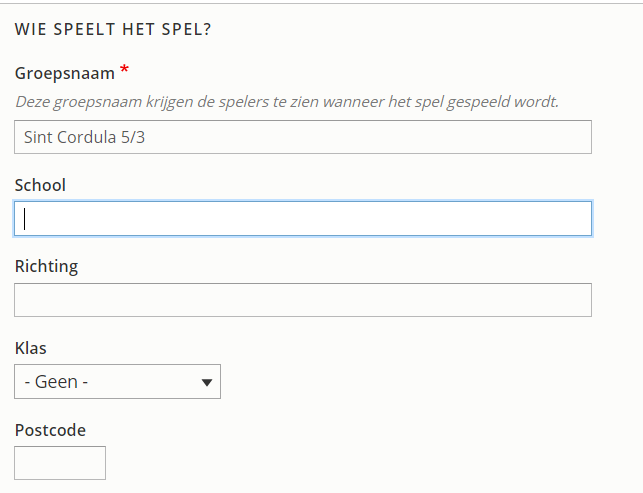 WIE SPEELT HET SPEL?
Groepsnaam *
Deze groepsnaam krijgen de spelers te zien wanneer het spel gespeeld wordt.
Sint Cordula 5/3
School
Richting
Klas
- Geen -
Postcode